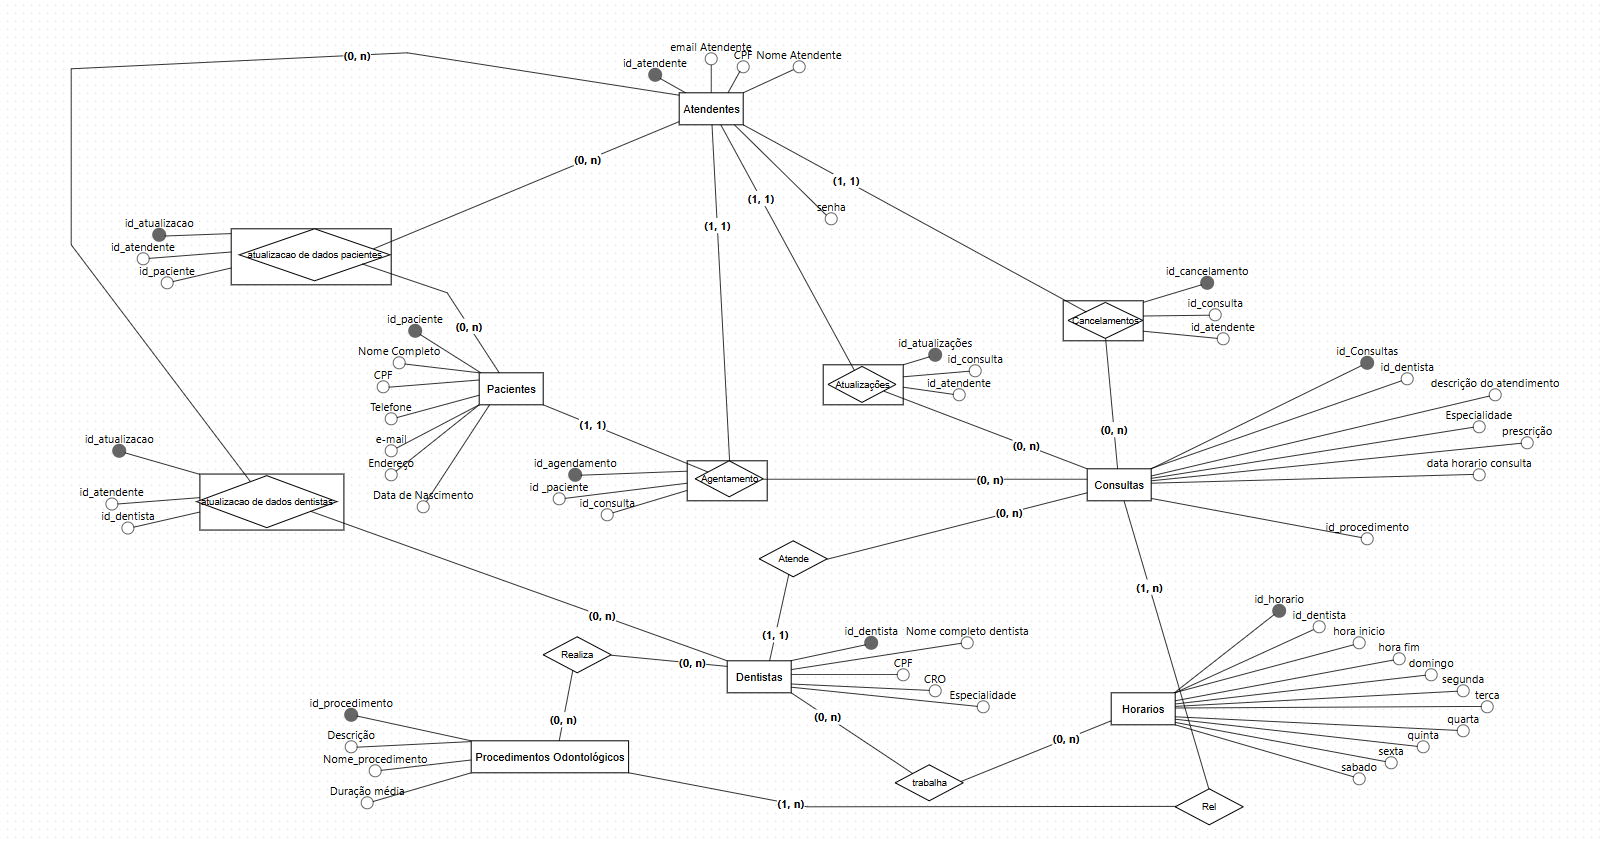 (0, n)
email Atendente
CPF
Nome Atendente
id_atendente
Atendentes
(0, n)
(1, 1)
(1, 1)
senha
(1, 1)
id_atualizacao
id_atendente
id_paciente
atualizacao de dados pacientes
id_cancelamento
id_consulta
id_atendente
Cancelamentos
id_paciente
(0, n)
Nome Completo
CPF
Pacientes
Telefone
e-mail
Endereço
Data de Nascimento
(1, 1)
id_atualizações
id_consulta
id_atendente
Atualizações
(0, n)
(0, n)
id_Consultas
id_dentista
descrição do atendimento
Especialidade
prescrição
data horario consulta
id_procedimento
Consultas
id_atualizacao
id_atendente
id_dentista
atualizacao de dados dentistas
id_agendamento
id _paciente
id_consulta
Agentamento
(0, n)
(0, n)
Atende
(1, n)
(0, n)
(1, 1)
Realiza
(0, n)
id_dentista
Nome completo dentista
CPF
CRO
Especialidade
Dentistas
id_horario
id_dentista
hora inicio
hora fim
domingo
segunda
terca
quarta
quinta
sexta
sabado
Horarios
(0, n)
(0, n)
(0, n)
id_procedimento
Descrição
Nome_procedimento
Duração média
Procedimentos Odontológicos
trabalha
(1, n)
Rel